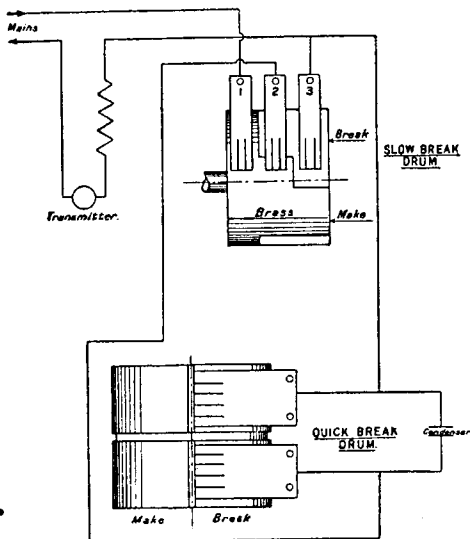 Mains
1 2 3
Break
SLOW BREAK
DRUM
Transmitter.
Brass
Make
Condenser
QUICK BREAK
DRUM.
Make Break